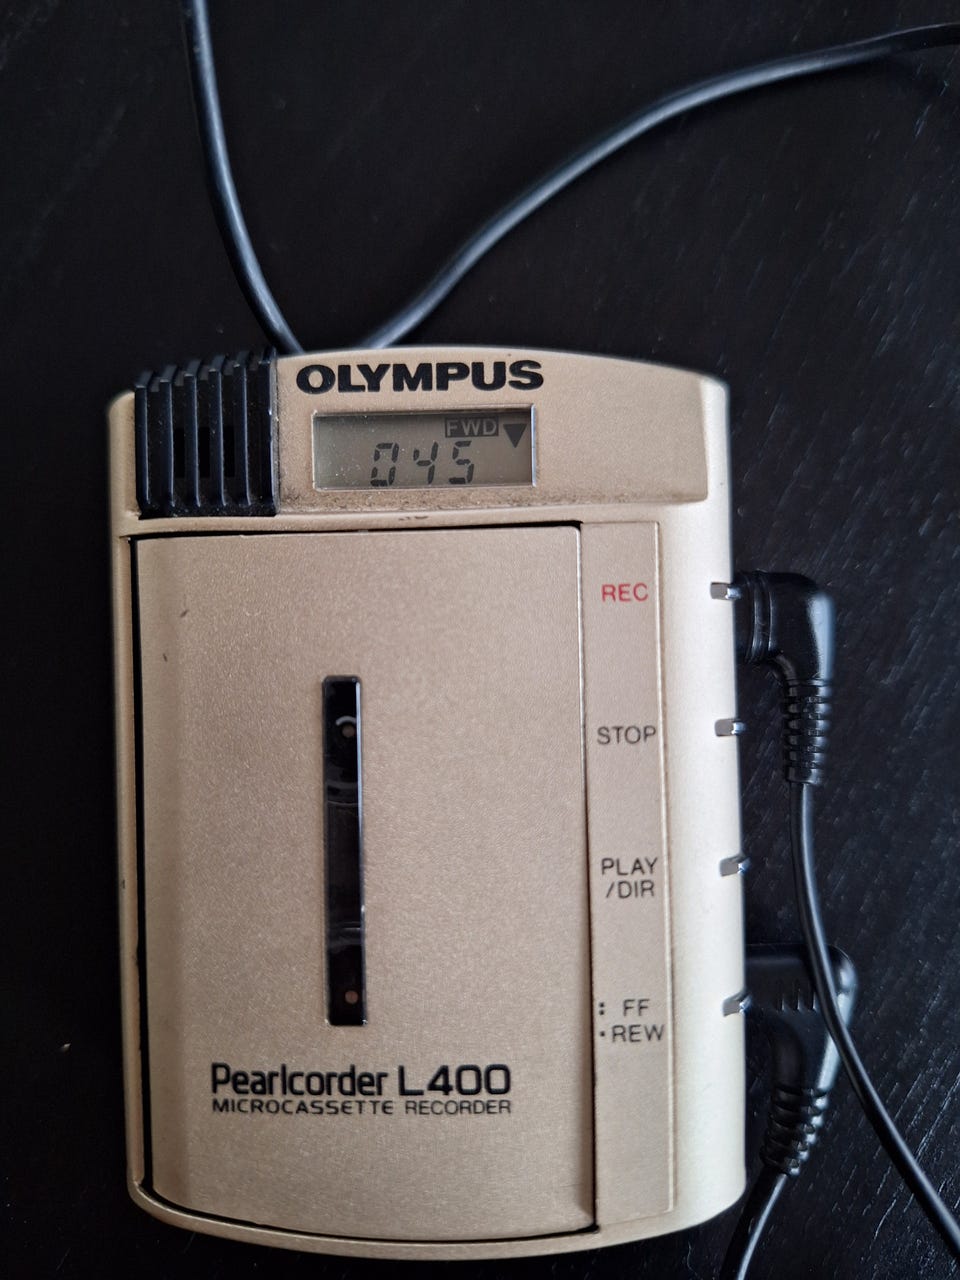 OLYMPUS
FWD ▼
045
REC
STOP
PLAY
/DIR
: FF
·REW
Pearlcorder L400
MICROCASSETTE RECORDER